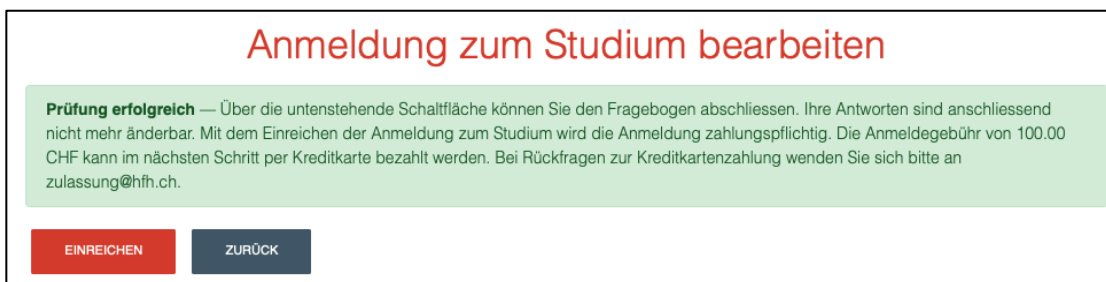 Anmeldung zum Studium bearbeiten
Prüfung erfolgreich — Über die untenstehende Schaltfläche können Sie den Fragebogen abschliessen. Ihre Antworten sind anschliessend
nicht mehr änderbar. Mit dem Einreichen der Anmeldung zum Studium wird die Anmeldung zahlungspflichtig. Die Anmeldegebühr von 100.00
CHF kann im nächsten Schritt per Kreditkarte bezahlt werden. Bei Rückfragen zur Kreditkartenzahlung wenden Sie sich bitte an
zulassung@hfh.ch.
EINREICHEN ZURÜCK